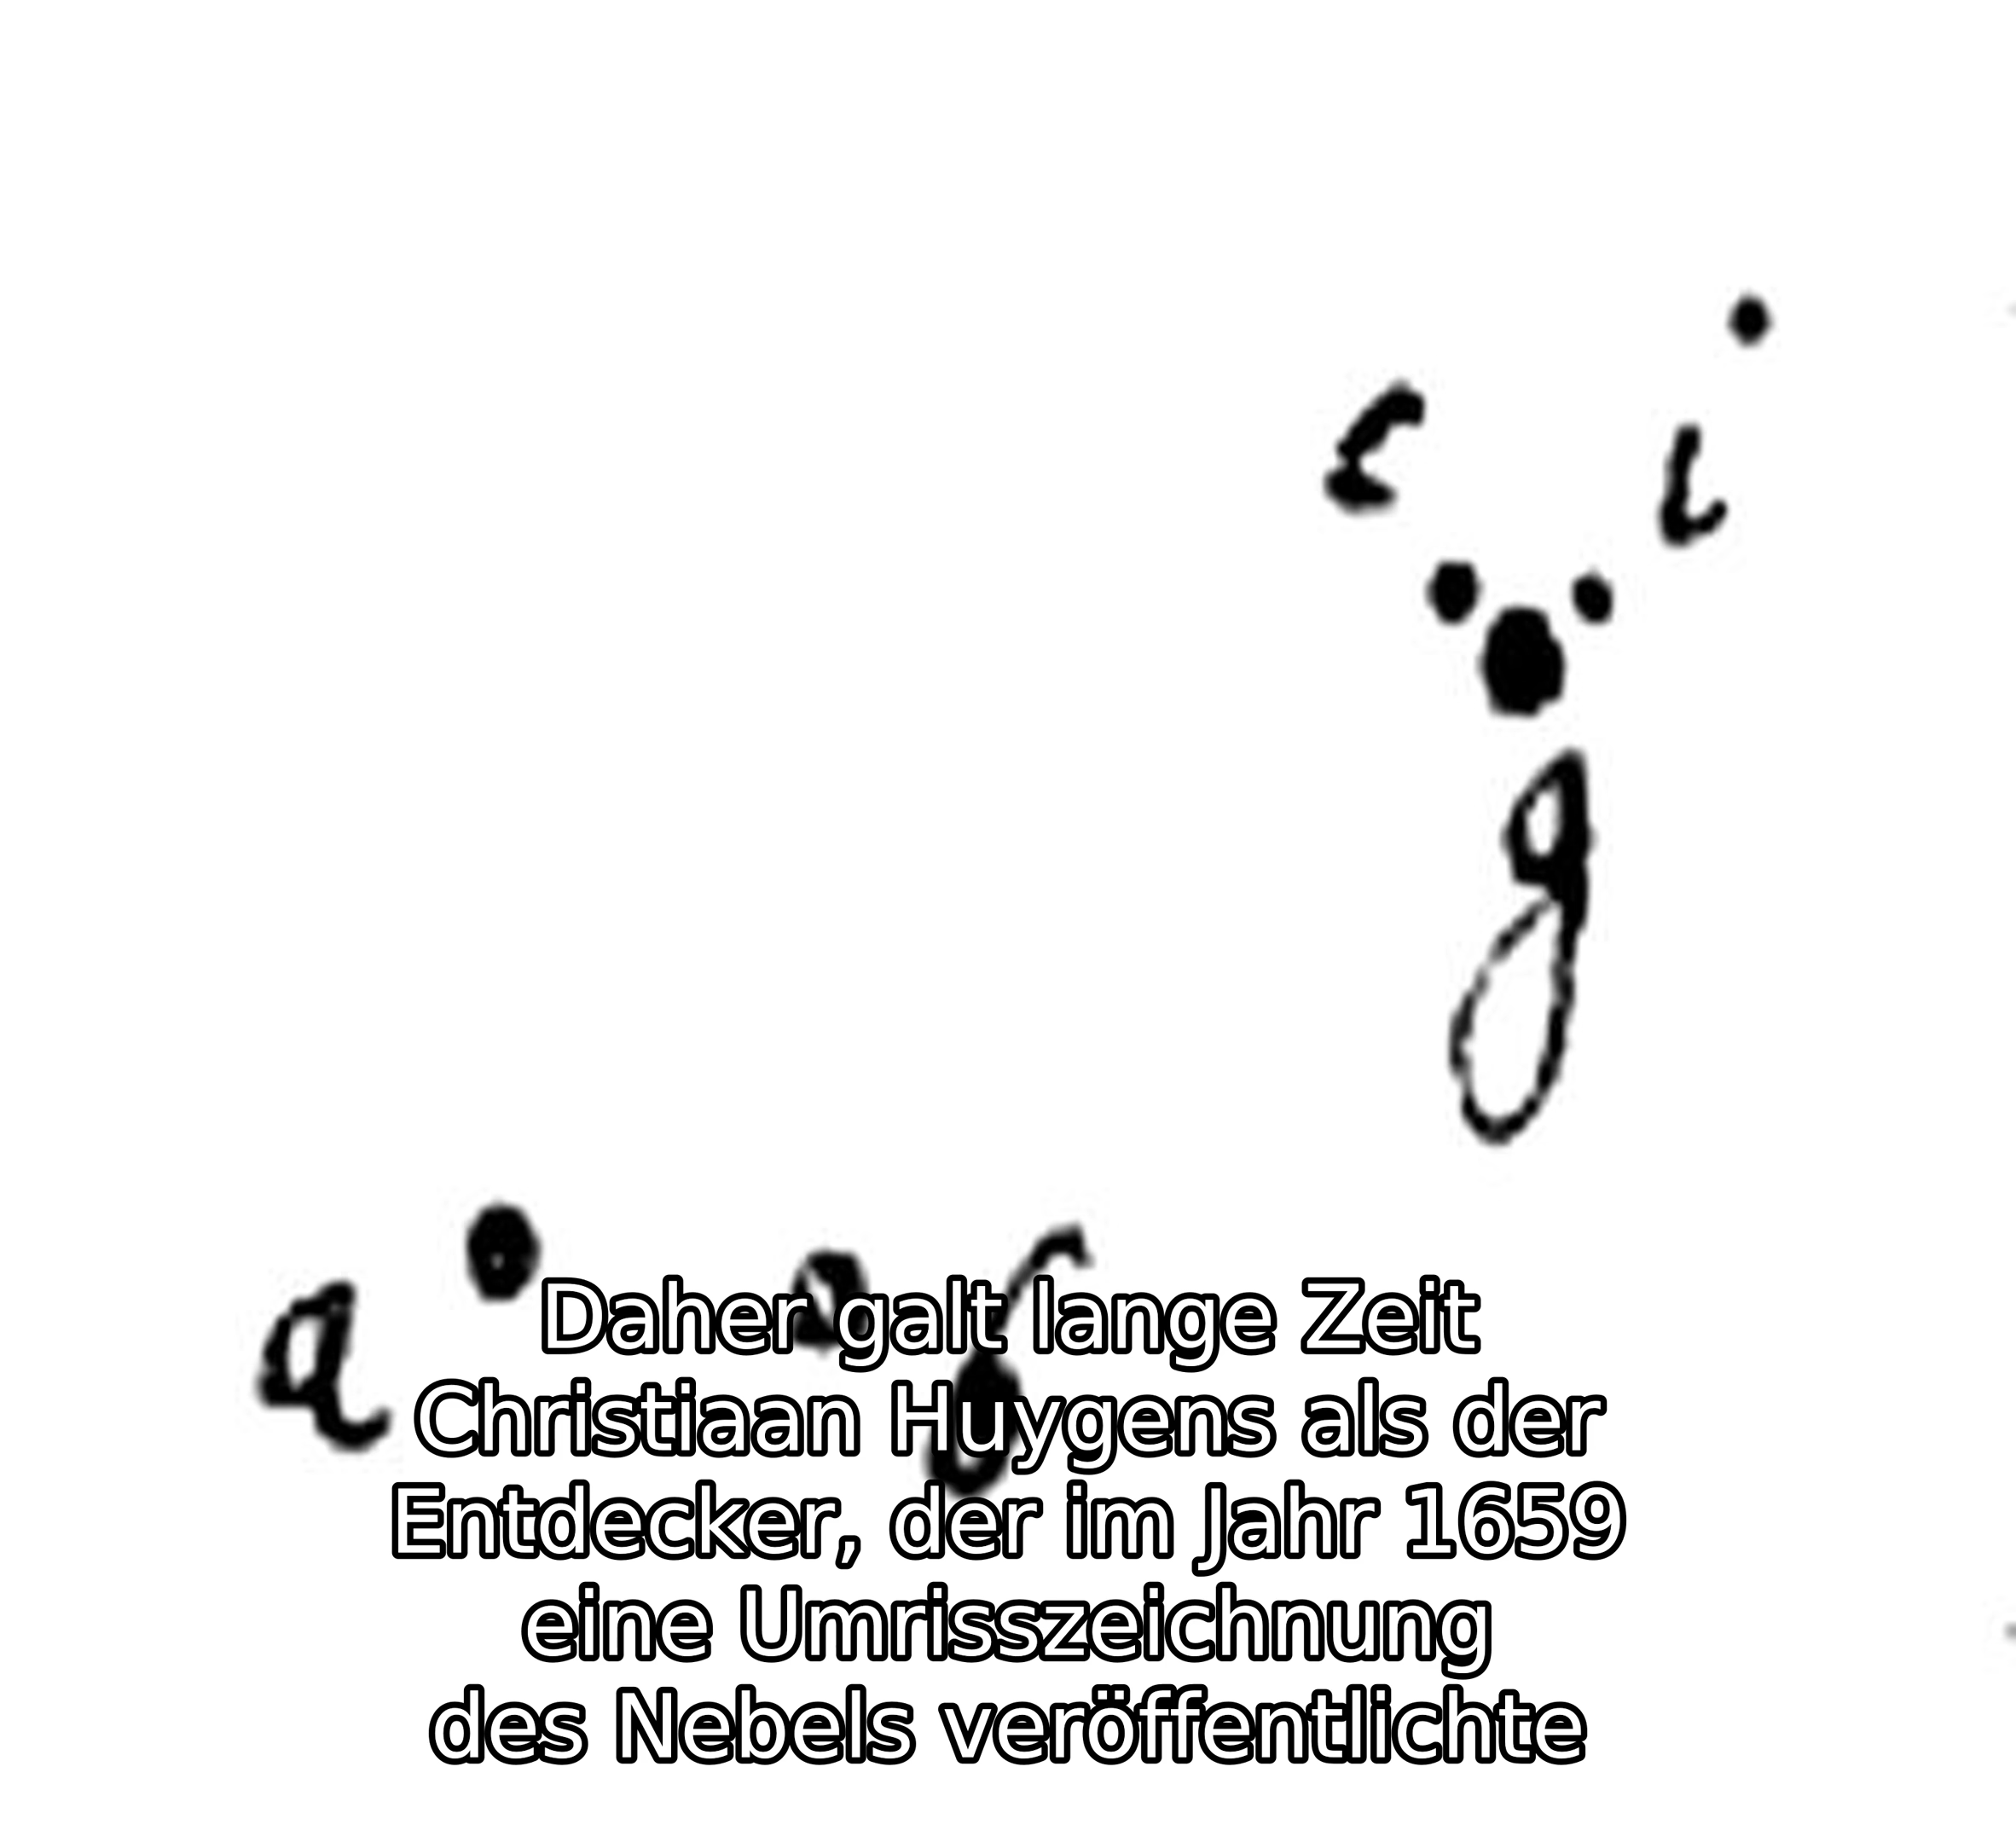 c
i
g
a
b
Daher galt lange Zeit
Christiaan Huygens als der
Entdecker, der im Jahr 1659
eine Umrisszeichnung
des Nebels veröffentlichte